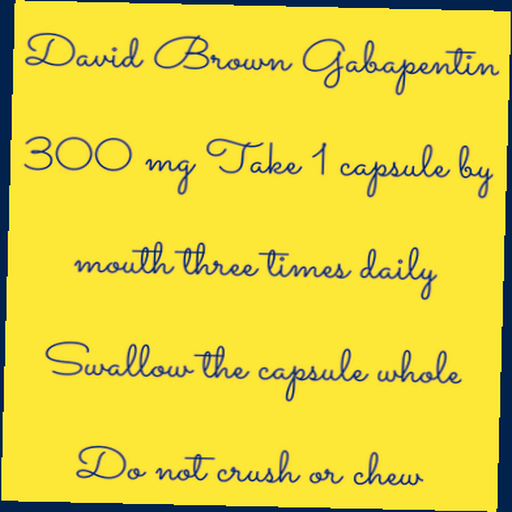 David Brown Gabapentin
300 mg Take 1 capsule by
mouth three times daily
Swallow the capsule whole
Do not crush or chew